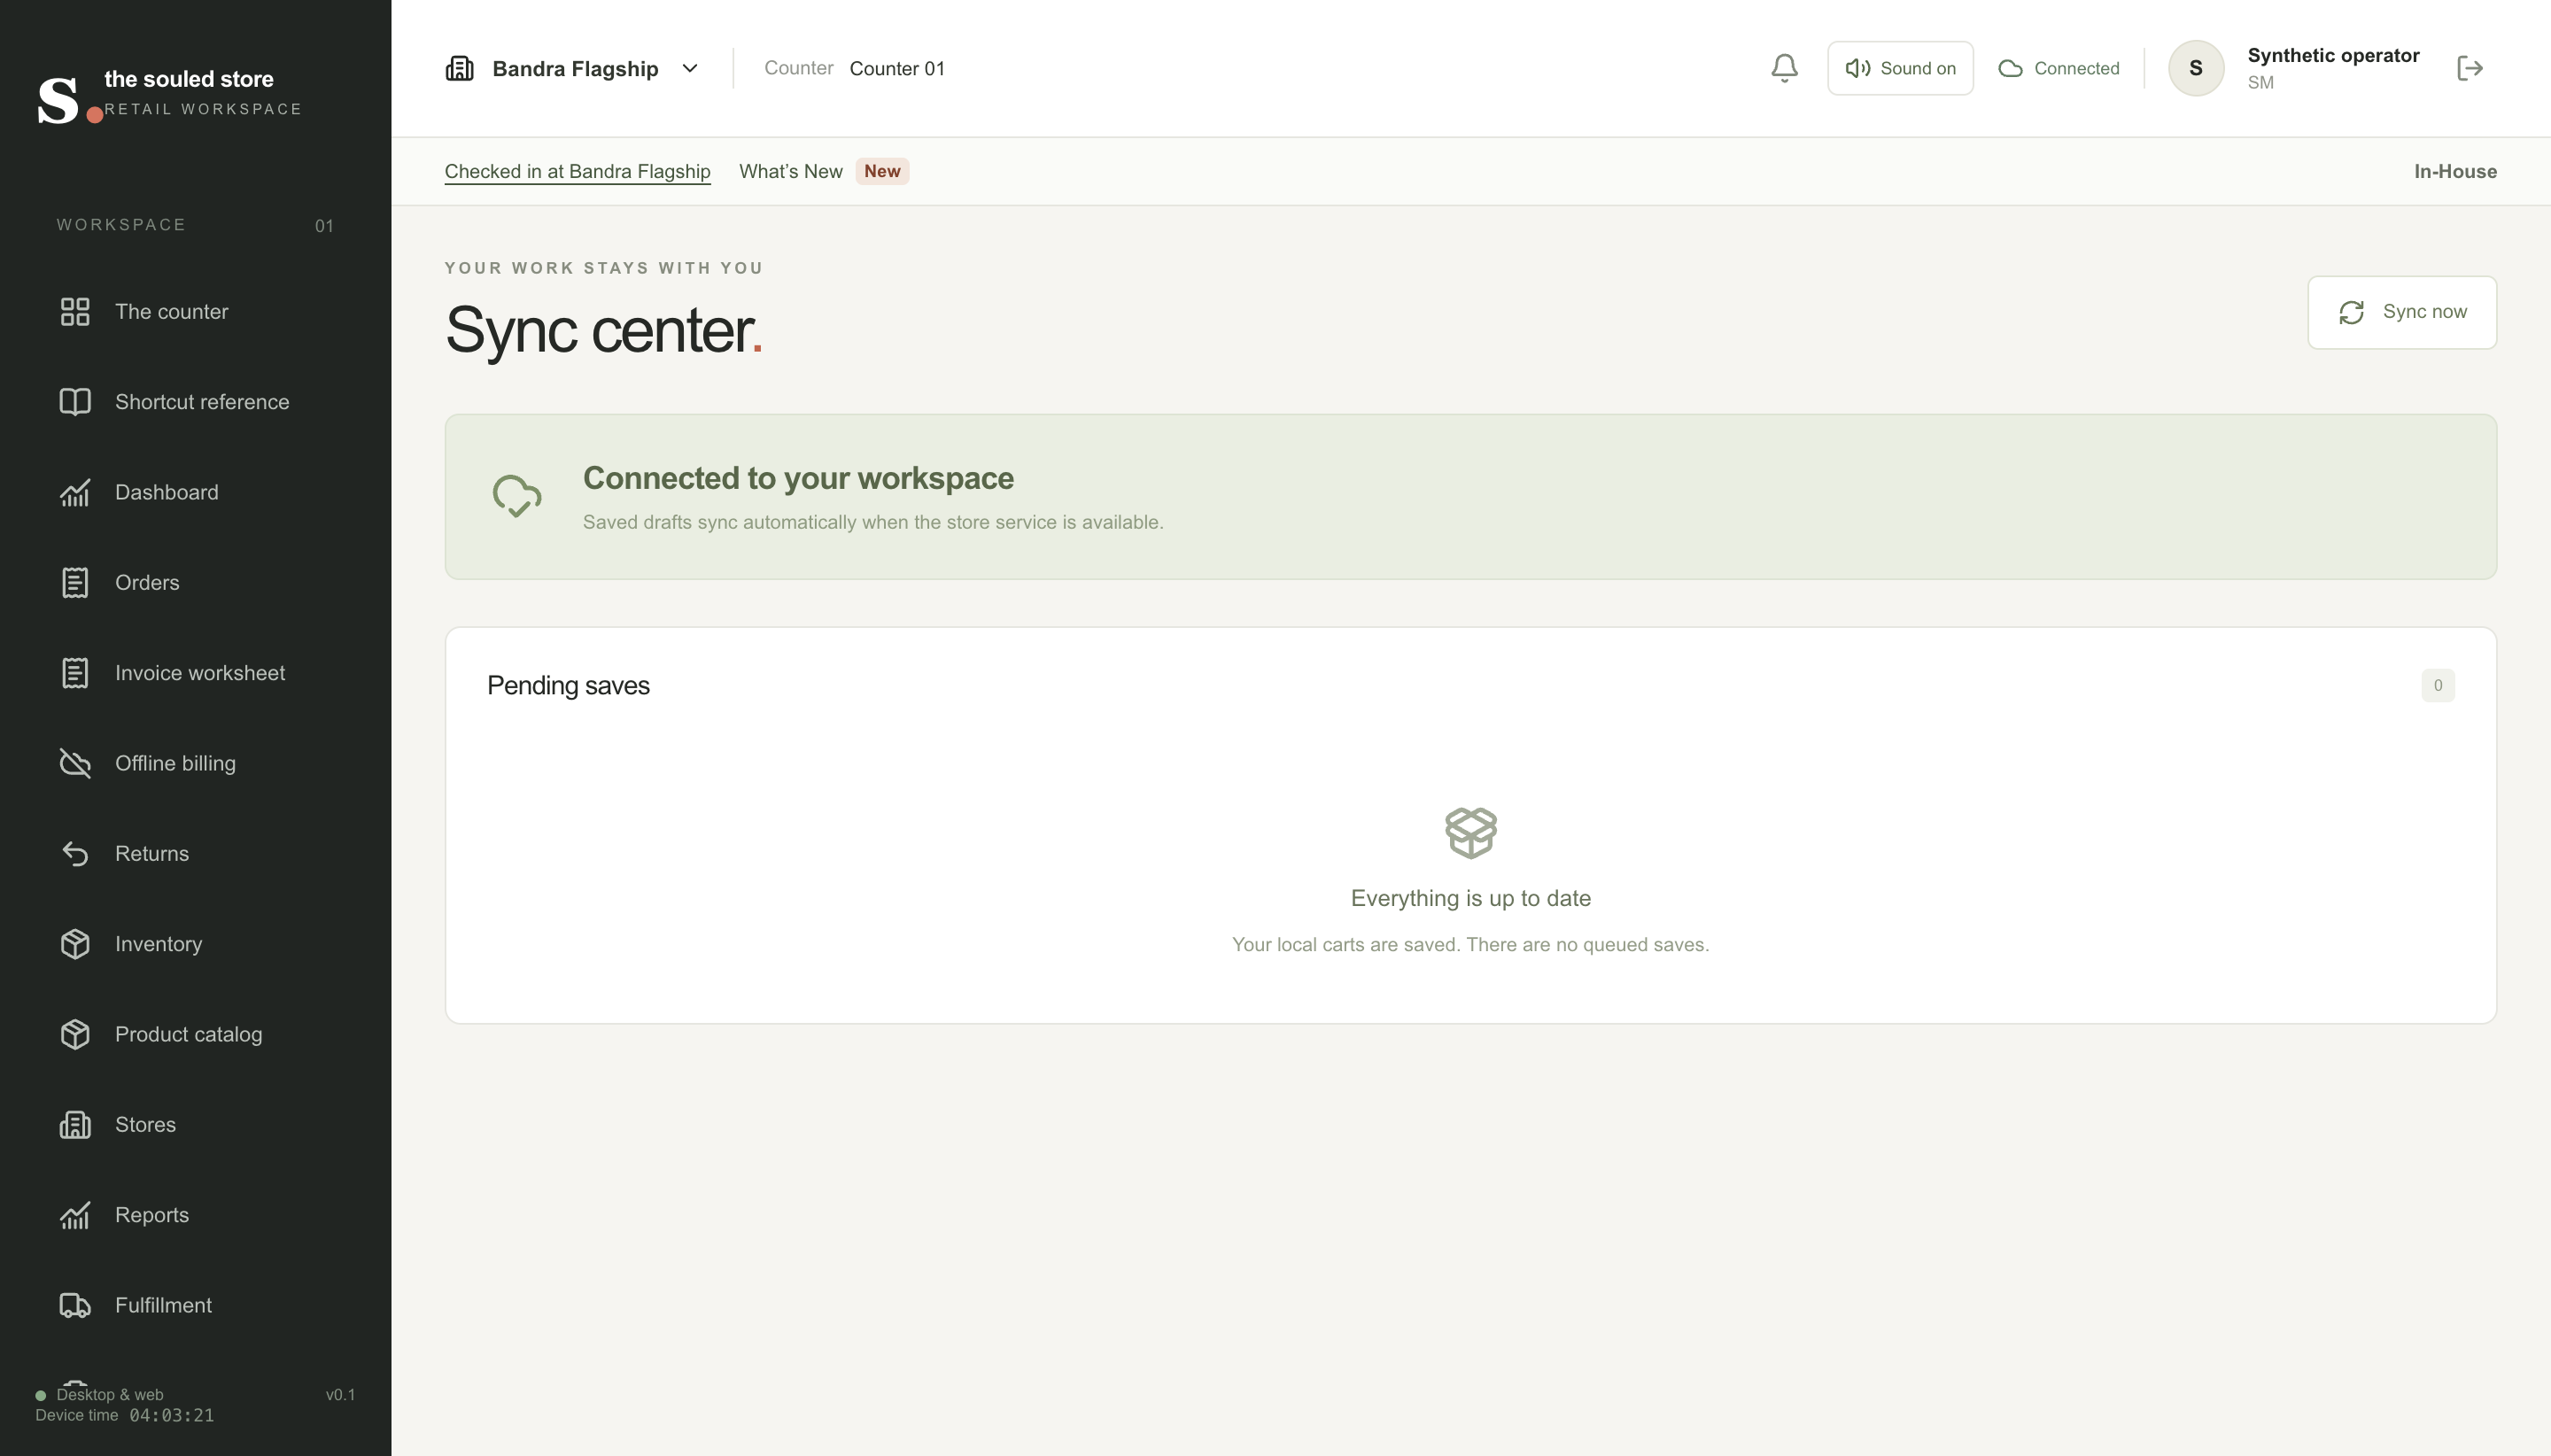 s.
the souled store
RETAIL WORKSPACE
WORKSPACE 01
The counter
Shortcut reference
Dashboard
Orders
Invoice worksheet
Offline billing
Returns
Inventory
Product catalog
Stores
Reports
Fulfillment
Desktop & web v0.1
Device time 04:03:21
Bandra Flagship
Counter Counter 01
Sound on
Connected
S
Synthetic operator
SM
Checked in at Bandra Flagship
What’s New New
In-House
YOUR WORK STAYS WITH YOU
Sync center.
Sync now
Connected to your workspace
Saved drafts sync automatically when the store service is available.
Pending saves
0
Everything is up to date
Your local carts are saved. There are no queued saves.